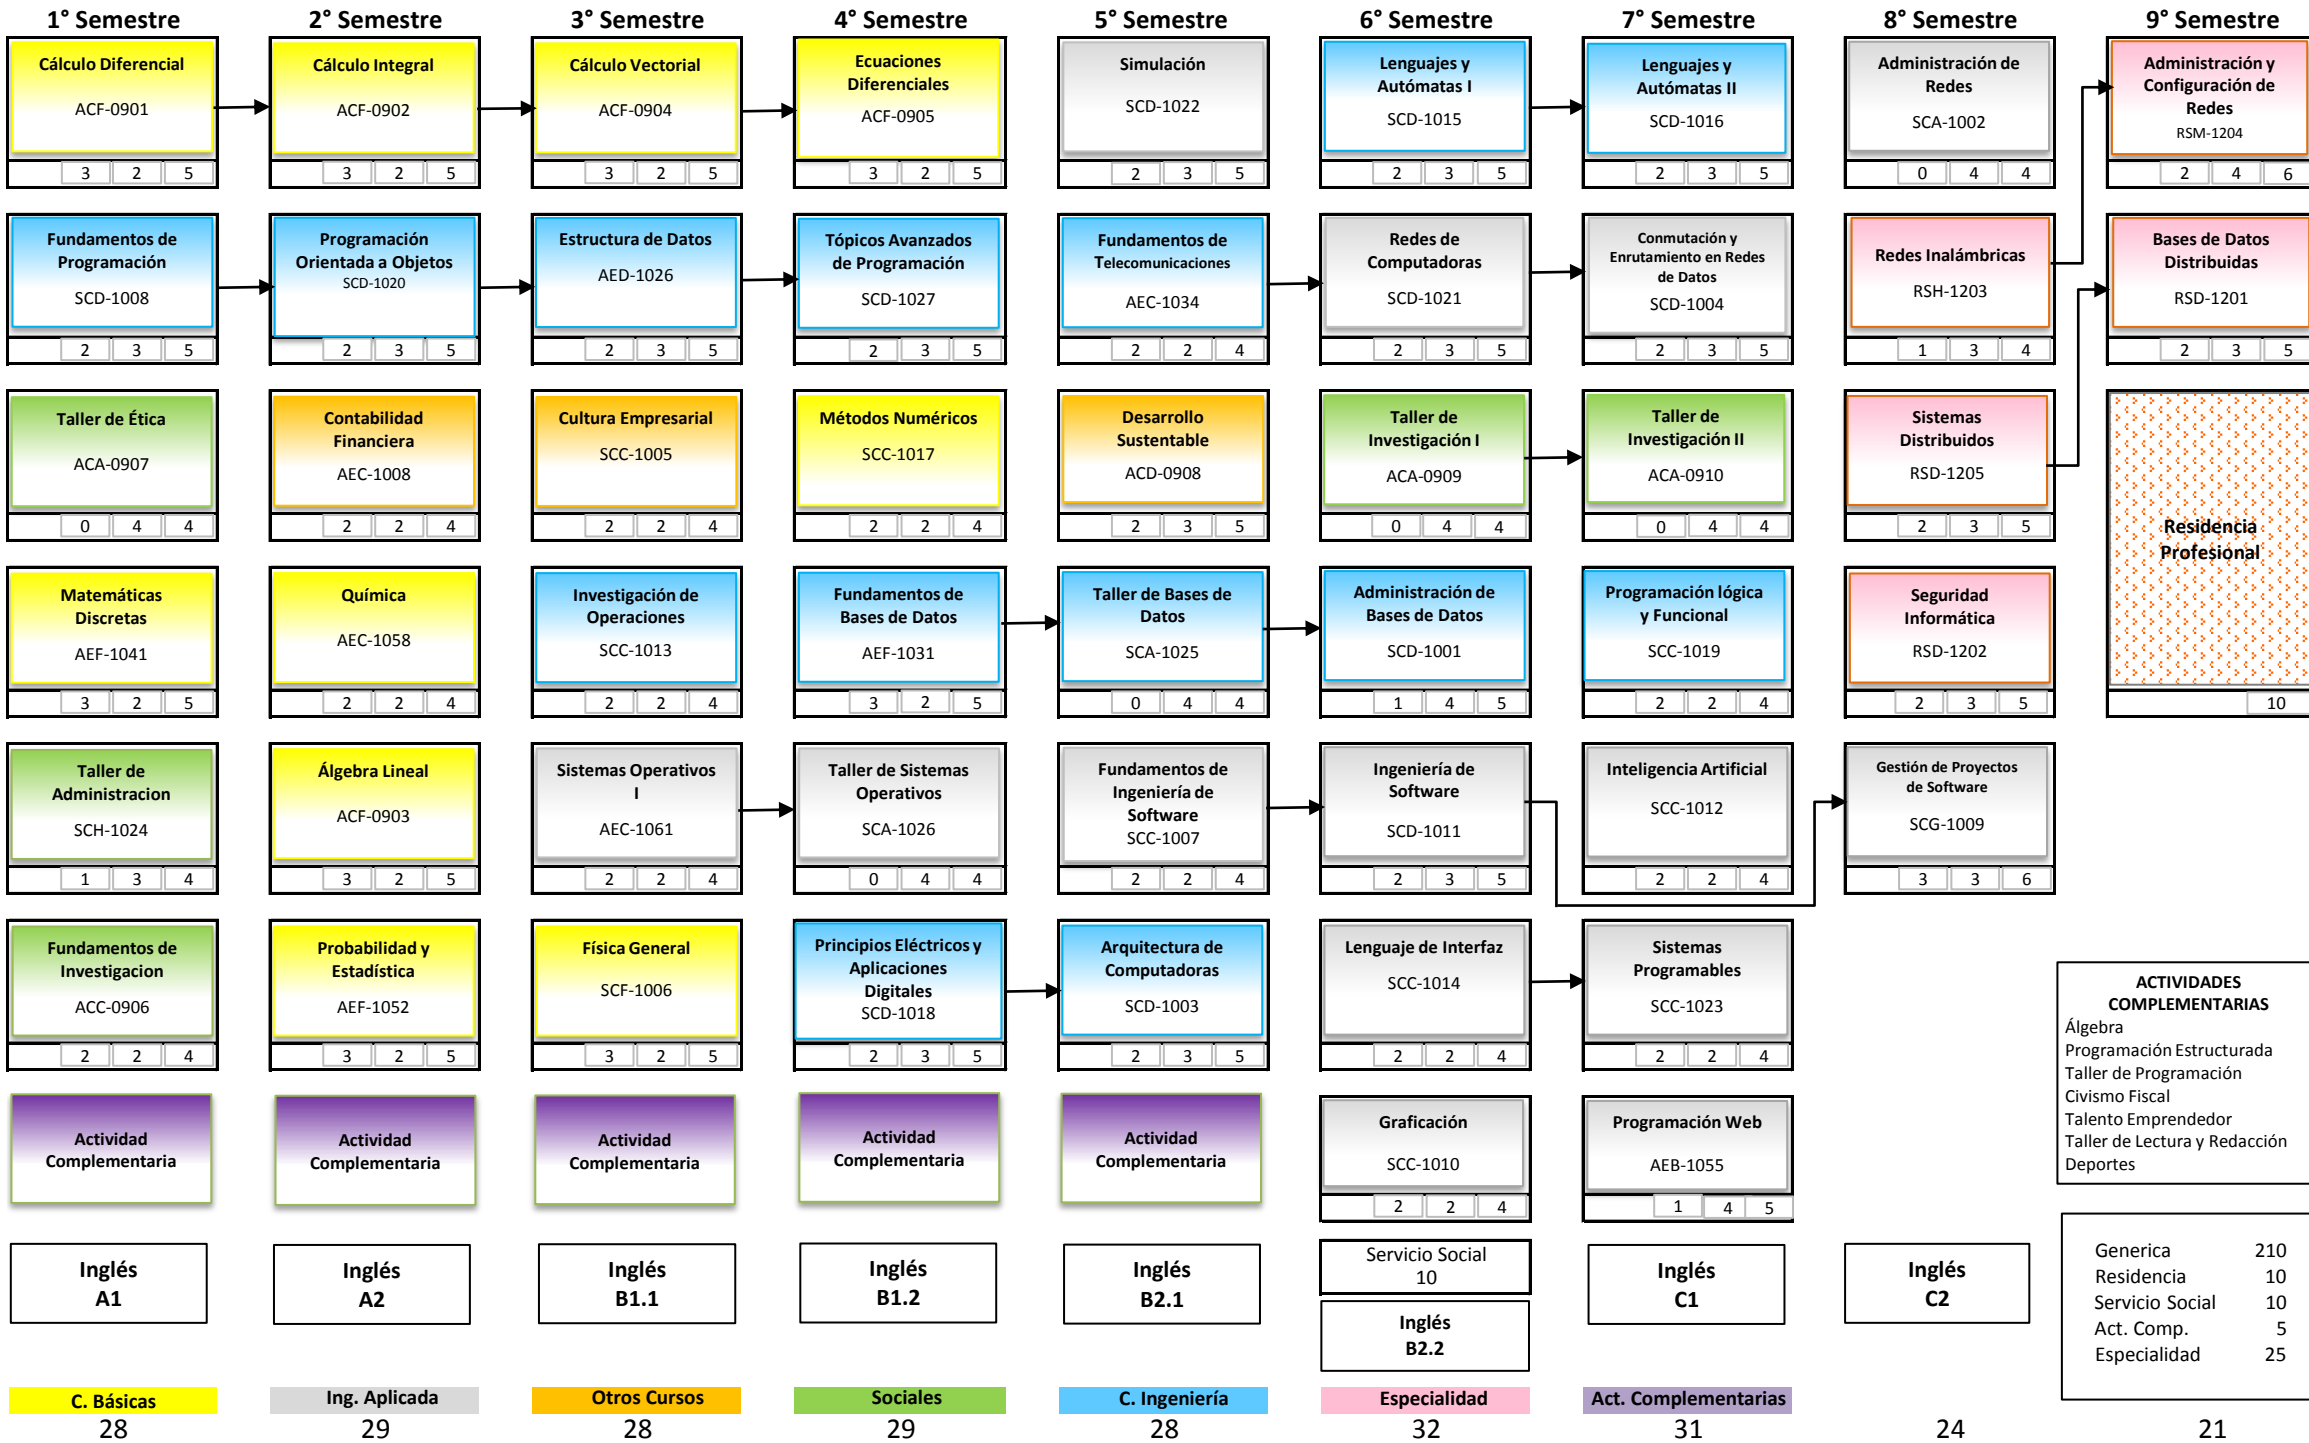 1° Semestre
2° Semestre
3° Semestre
4° Semestre
5° Semestre
6° Semestre
7° Semestre
8° Semestre
9° Semestre
Cálculo Diferencial
ACF-0901
3 2 5
Cálculo Integral
ACF-0902
3 2 5
Cálculo Vectorial
ACF-0904
3 2 5
Ecuaciones
Diferenciales
ACF-0905
3 2 5
Simulación
SCD-1022
2 3 5
Lenguajes y
Autómatas I
SCD-1015
2 3 5
Lenguajes y
Autómatas II
SCD-1016
2 3 5
Administración de
Redes
SCA-1002
0 4 4
Administración y
Configuración de
Redes
RSM-1204
2 4 6
Fundamentos de
Programación
SCD-1008
2 3 5
Programación
Orientada a Objetos
SCD-1020
2 3 5
Estructura de Datos
AED-1026
2 3 5
Tópicos Avanzados
de Programación
SCD-1027
2 3 5
Fundamentos de
Telecomunicaciones
AEC-1034
2 2 4
Redes de
Computadoras
SCD-1021
2 3 5
Conmutación y
Enrutamiento en Redes
de Datos
SCD-1004
2 3 5
Redes Inalámbricas
RSH-1203
1 3 4
Bases de Datos
Distribuidas
RSD-1201
2 3 5
Taller de Ética
ACA-0907
0 4 4
Contabilidad
Financiera
AEC-1008
2 2 4
Cultura Empresarial
SCC-1005
2 2 4
Métodos Numéricos
SCC-1017
2 2 4
Desarrollo
Sustentable
ACD-0908
2 3 5
Taller de
Investigación I
ACA-0909
0 4 4
Taller de
Investigación II
ACA-0910
0 4 4
Sistemas
Distribuidos
RSD-1205
2 3 5
Residencia
Profesional
10
Matemáticas
Discretas
AEF-1041
3 2 5
Química
AEC-1058
2 2 4
Investigación de
Operaciones
SCC-1013
2 2 4
Fundamentos de
Bases de Datos
AEF-1031
3 2 5
Taller de Bases de
Datos
SCA-1025
0 4 4
Administración de
Bases de Datos
SCD-1001
1 4 5
Programación lógica
y Funcional
SCC-1019
2 2 4
Seguridad
Informática
RSD-1202
2 3 5
Taller de
Administracion
SCH-1024
1 3 4
Álgebra Lineal
ACF-0903
3 2 5
Sistemas Operativos
I
AEC-1061
2 2 4
Taller de Sistemas
Operativos
SCA-1026
0 4 4
Fundamentos de
Ingeniería de
Software
SCC-1007
2 2 4
Ingeniería de
Software
SCD-1011
2 3 5
Inteligencia Artificial
SCC-1012
2 2 4
Gestión de Proyectos
de Software
SCG-1009
3 3 6
Fundamentos de
Investigacion
ACC-0906
2 2 4
Probabilidad y
Estadística
AEF-1052
3 2 5
Física General
SCF-1006
3 2 5
Principios Eléctricos y
Aplicaciones
Digitales
SCD-1018
2 3 5
Arquitectura de
Computadoras
SCD-1003
2 3 5
Lenguaje de Interfaz
SCC-1014
2 2 4
Sistemas
Programables
SCC-1023
2 2 4
ACTIVIDADES
COMPLEMENTARIAS
Álgebra
Programación Estructurada
Taller de Programación
Civismo Fiscal
Talento Emprendedor
Taller de Lectura y Redacción
Deportes
Actividad
Complementaria
Actividad
Complementaria
Actividad
Complementaria
Actividad
Complementaria
Actividad
Complementaria
Graficación
SCC-1010
2 2 4
Programación Web
AEB-1055
1 4 5
Inglés
A1
Inglés
A2
Inglés
B1.1
Inglés
B1.2
Inglés
B2.1
Servicio Social
10
Inglés
B2.2
Inglés
C1
Inglés
C2
Generica 210
Residencia 10
Servicio Social 10
Act. Comp. 5
Especialidad 25
C. Básicas
Ing. Aplicada
Otros Cursos
Sociales
C. Ingeniería
Especialidad
Act. Complementarias
28
29
28
29
28
32
31
24
21